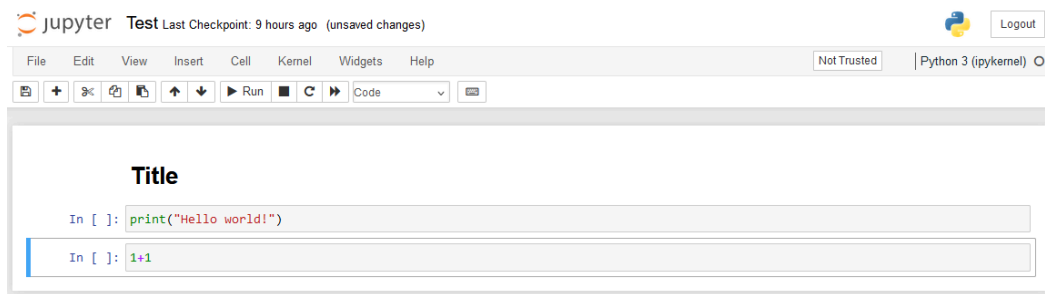 jupyter Test Last Checkpoint: 9 hours ago (unsaved changes) Logout
File Edit View Insert Cell Kernel Widgets Help Not Trusted Python 3 (ipykernel)
Run Code
Title
In [ ]: print("Hello world!")
In [ ]: 1+1